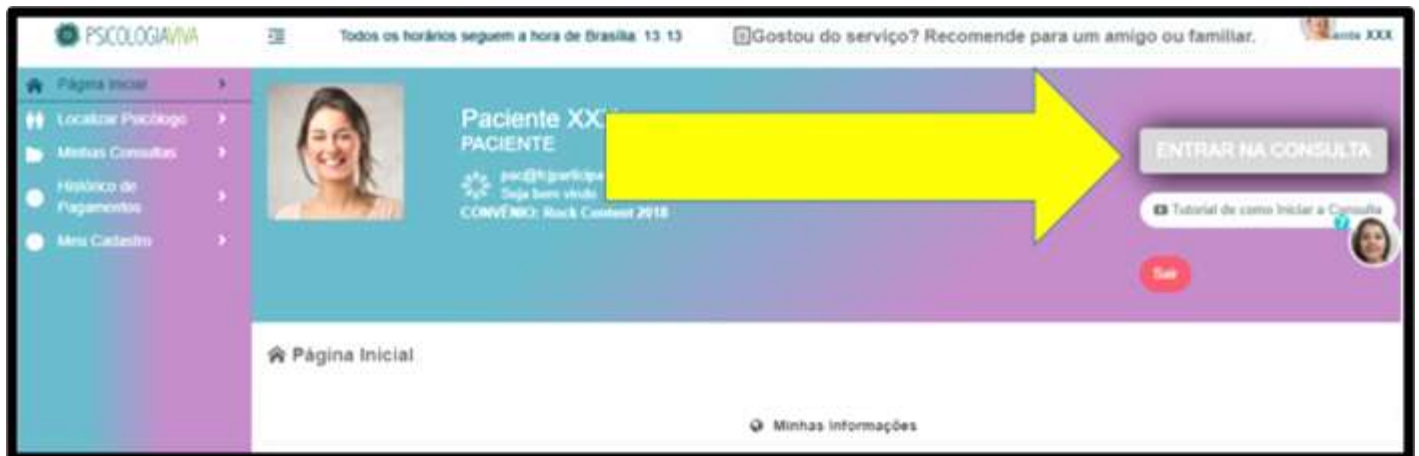 PSICOLOGIAVIVA
Todos os horários seguem a hora de Brasília 13 13
Gostou do serviço? Recomende para um amigo ou familiar.
XXX
Página Inicial
Localizar Psicólogo
Minhas Consultas
Histórico de
Pagamentos
Meu Cadastro
Paciente
PACIENTE
Seja bem vindo
CONVÊNIO: Rock Content 2018
ENTRAR NA CONSULTA
Tutorial de como Iniciar a Consulta
Sair
Página Inicial
Minhas informações